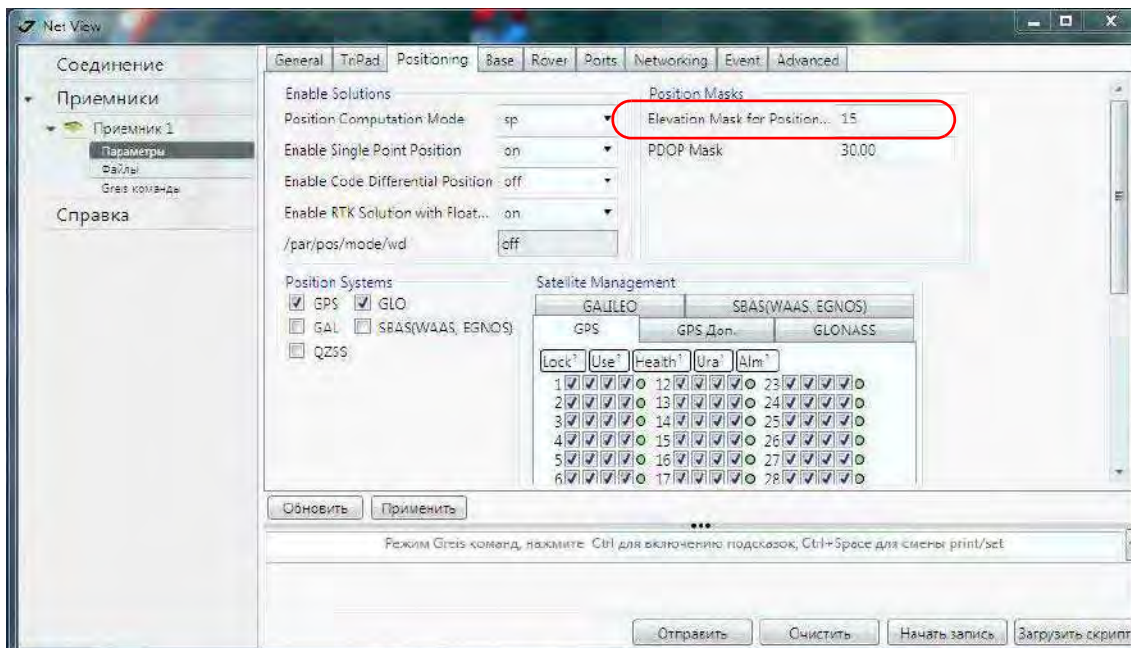 Net View
Соединение
Приемники
Приемник 1
Параметры
Файлы
Greis команды
Справка
General TriPad Positioning Base Rover Ports Networking Event Advanced
Enable Solutions
Position Computation Mode sp
Enable Single Point Position on
Enable Code Differential Position off
Enable RTK Solution with Float... on
/par/pos/mode/wd off
Position Masks
Elevation Mask for Position... 15
PDOP Mask 30.00
Position Systems
GPS GLO
GAL SBAS(WAAS, EGNOS)
QZSS
Satellite Management
GALILEO SBAS(WAAS, EGNOS)
GPS GPS Доп. GLONASS
Lock Use Health Ura Alm
1 12 23
2 13 24
3 14 25
4 15 26
5 16 27
6 17 28
Обновить Применить
Режим Greis команд, нажмите Ctrl для включению подсказок, Ctrl+Space для смены print/set
Отправить Очистить Начать запись Загрузить скрипт